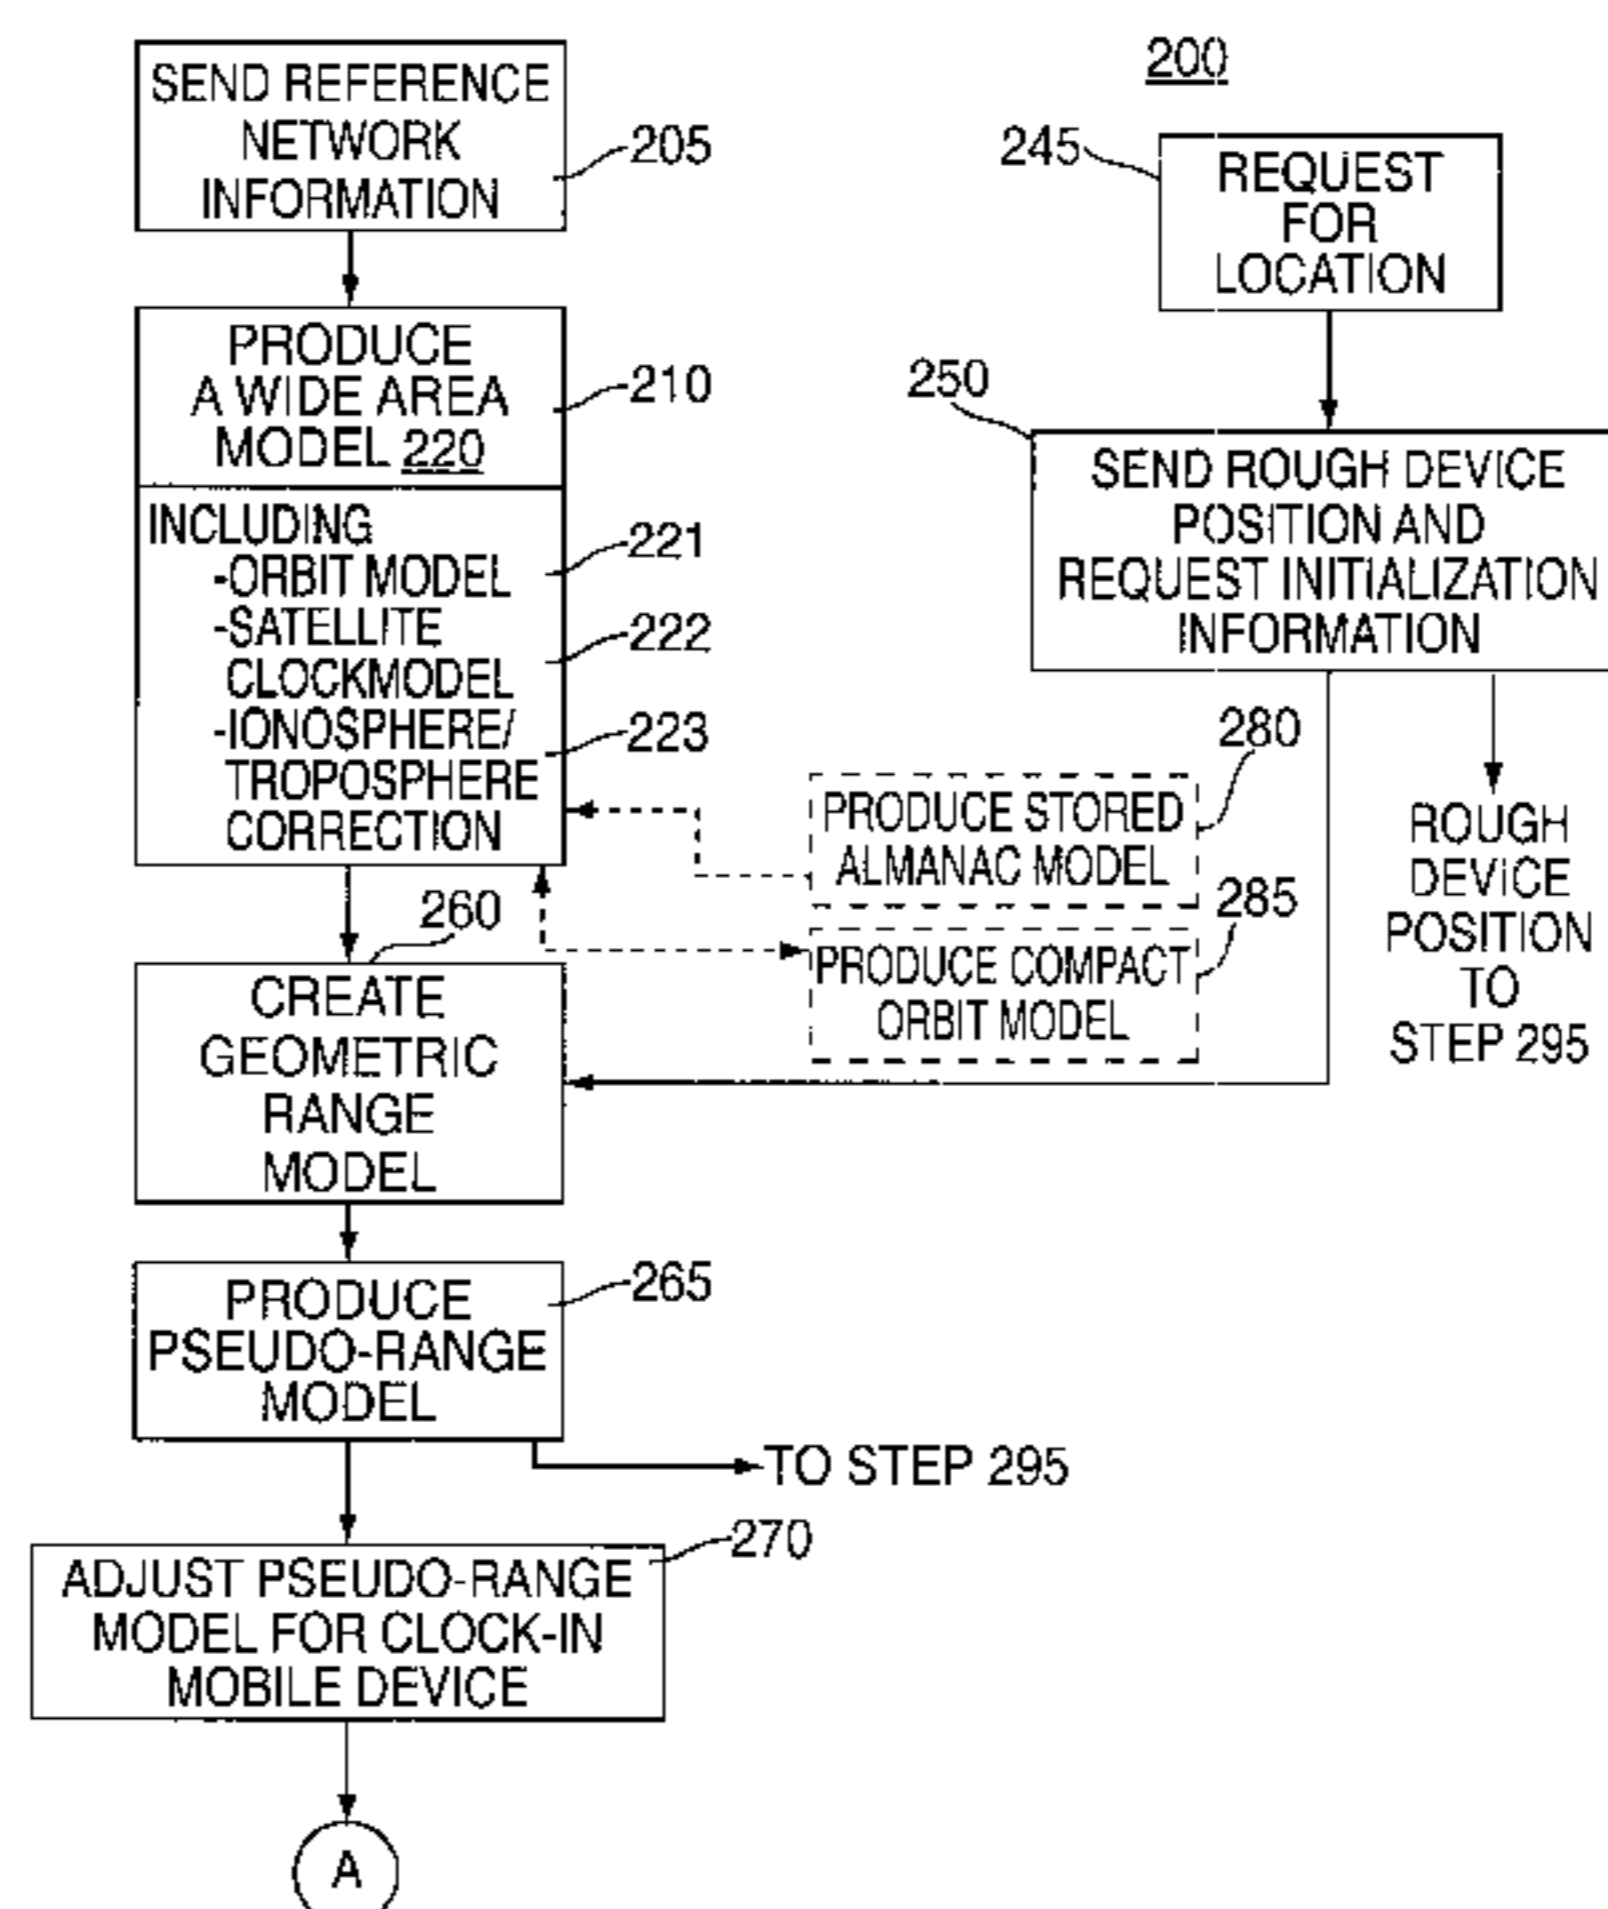 200
SEND REFERENCE
NETWORK
INFORMATION
205
245
REQUEST
FOR
LOCATION
PRODUCE
A WIDE AREA
MODEL 220
210
INCLUDING
-ORBIT MODEL
221
-SATELLITE
CLOCKMODEL
222
-IONOSPHERE/
TROPOSPHERE
CORRECTION
223
250
SEND ROUGH DEVICE
POSITION AND
REQUEST INITIALIZATION
INFORMATION
280
PRODUCE STORED
ALMANAC MODEL
285
PRODUCE COMPACT
ORBIT MODEL
ROUGH
DEVICE
POSITION
TO
STEP 295
260
CREATE
GEOMETRIC
RANGE
MODEL
PRODUCE
PSEUDO-RANGE
MODEL
265
TO STEP 295
270
ADJUST PSEUDO-RANGE
MODEL FOR CLOCK-IN
MOBILE DEVICE
A